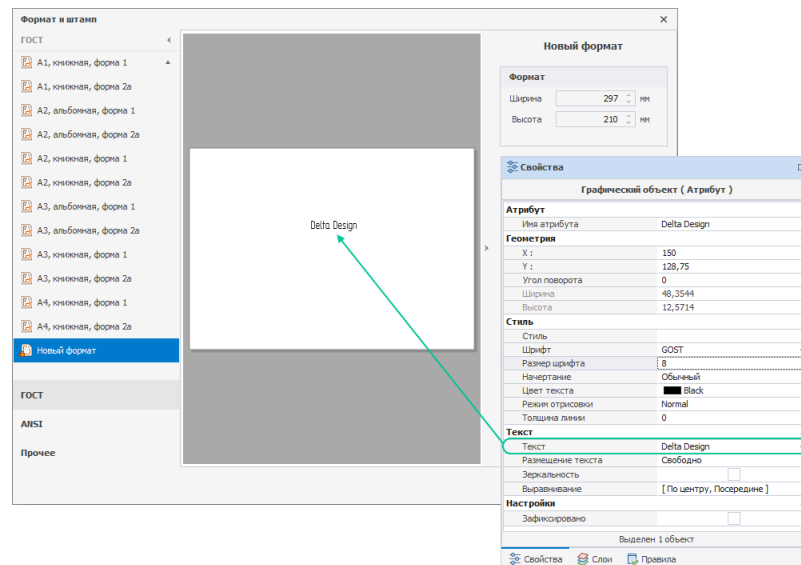 Формат и штамп
ГОСТ
А1, книжная, форма 1
А1, книжная, форма 2а
А2, альбомная, форма 1
А2, альбомная, форма 2а
А2, книжная, форма 1
А2, книжная, форма 2а
А3, альбомная, форма 1
А3, альбомная, форма 2а
А3, книжная, форма 1
А3, книжная, форма 2а
А4, книжная, форма 1
А4, книжная, форма 2а
Новый формат
ГОСТ
ANSI
Прочее
Delta Design
Новый формат
Формат
Ширина 297 мм
Высота 210 мм
Свойства
Графический объект ( Атрибут )
Атрибут
Имя атрибута Delta Design
Геометрия
X : 150
Y : 128,75
Угол поворота 0
Ширина 48,3544
Высота 12,5714
Стиль
Стиль
Шрифт GOST
Размер шрифта 8
Начертание Обычный
Цвет текста Black
Режим отрисовки Normal
Толщина линии 0
Текст
Текст Delta Design
Размещение текста Свободно
Зеркальность
Выравнивание [ По центру, Посередине ]
Настройки
Зафиксировано
Выделен 1 объект
Свойства Слои Правила